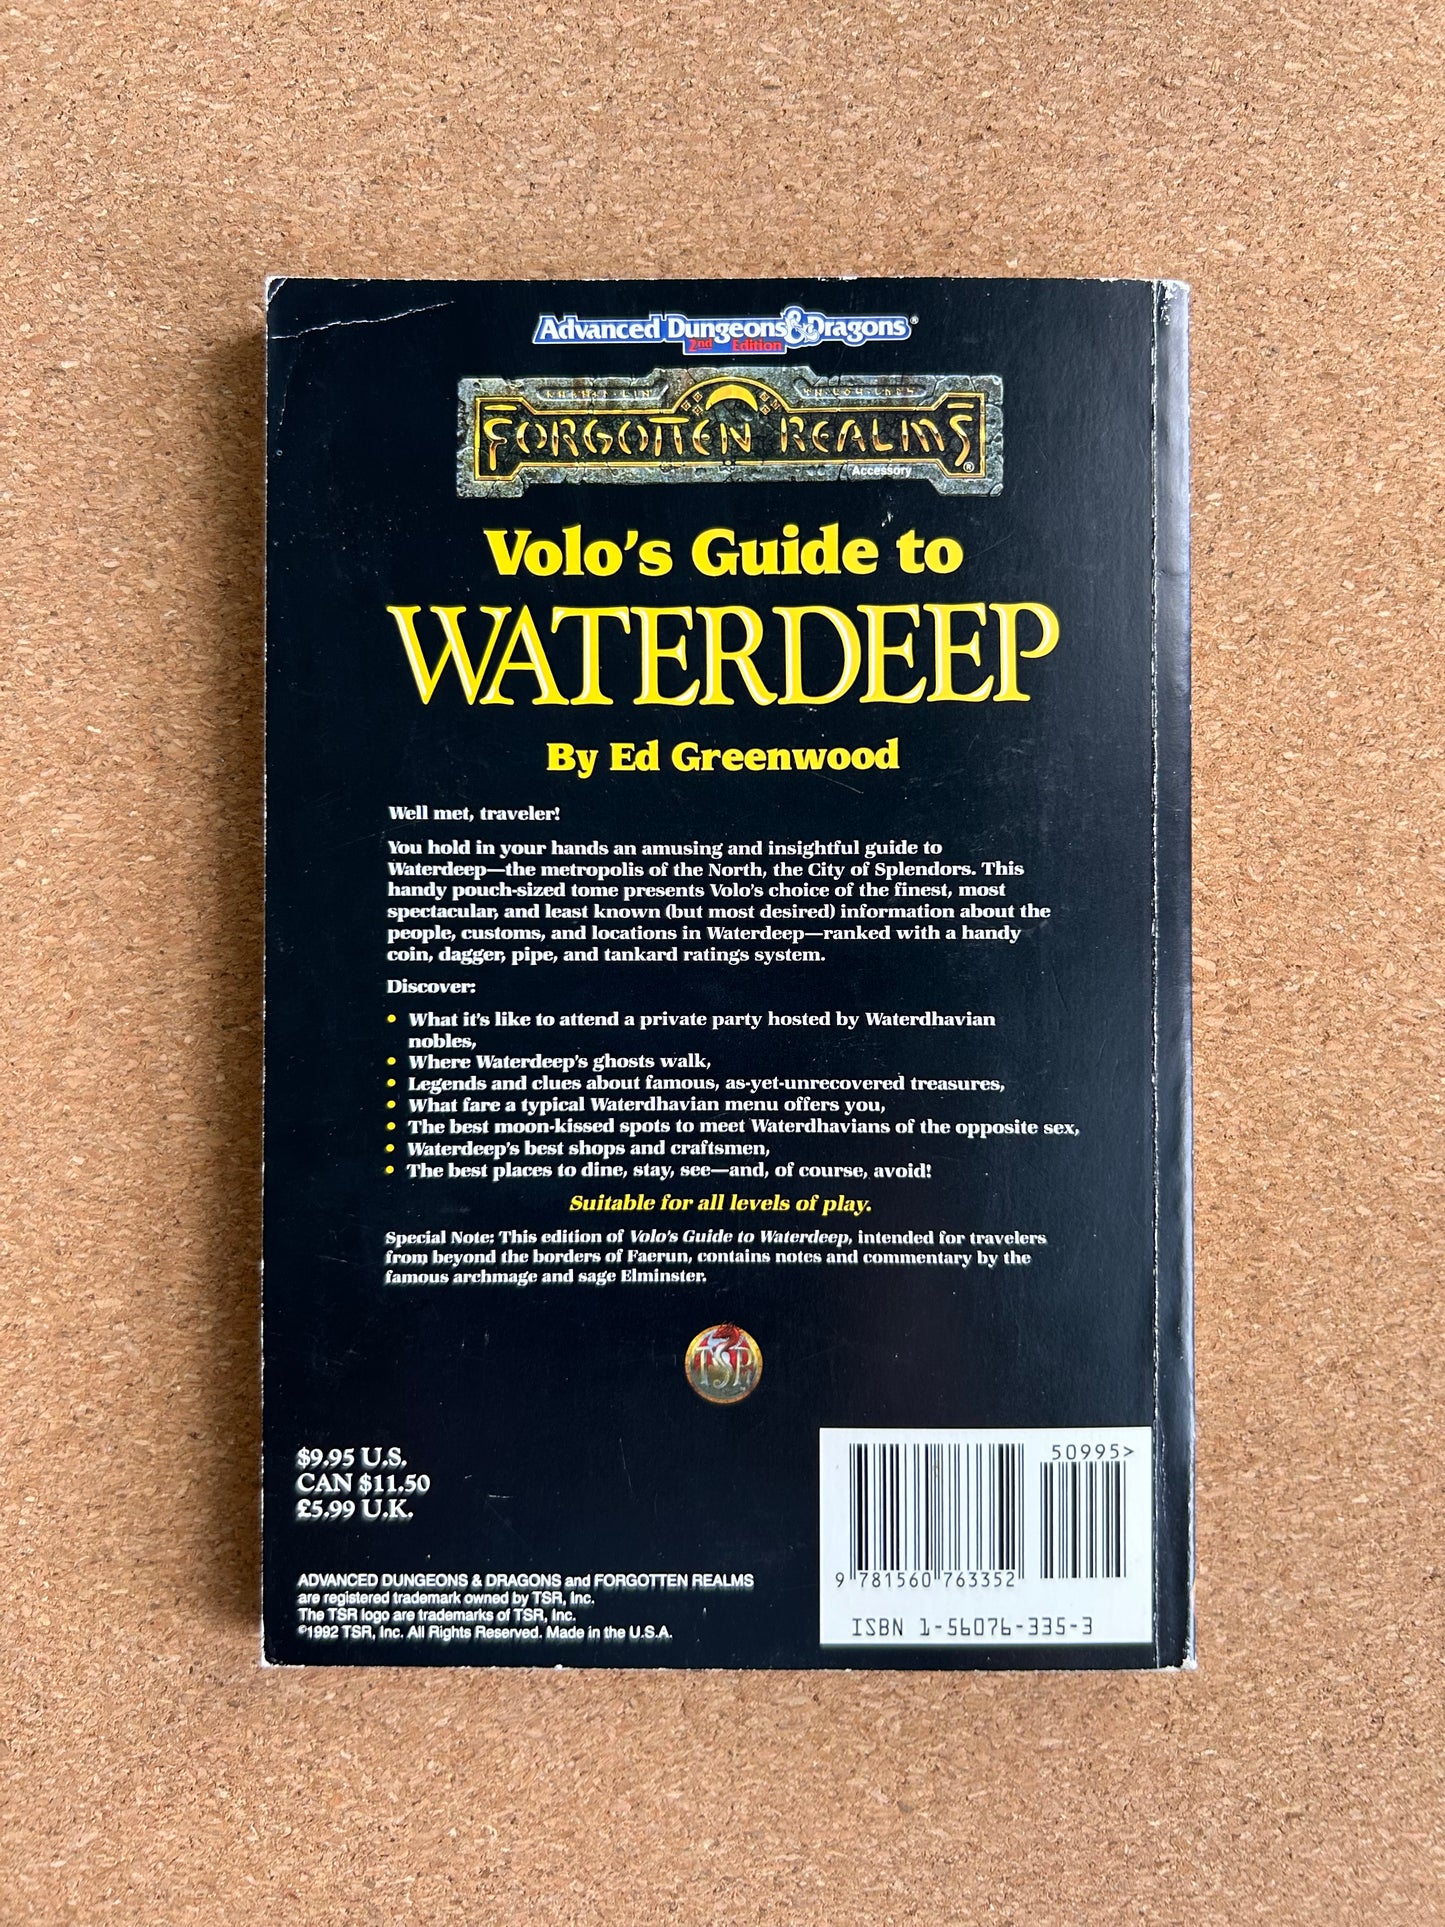 Advanced Dungeons & Dragons®
2nd Edition
FORGOTTEN REALMS®
Accessory
Volo's Guide to
WATERDEEP
By Ed Greenwood
Well met, traveler!
You hold in your hands an amusing and insightful guide to
Waterdeep—the metropolis of the North, the City of Splendors. This
handy pouch-sized tome presents Volo's choice of the finest, most
spectacular, and least known (but most desired) information about the
people, customs, and locations in Waterdeep—ranked with a handy
coin, dagger, pipe, and tankard ratings system.
Discover:
• What it's like to attend a private party hosted by Waterdhavian
nobles,
• Where Waterdeep's ghosts walk,
• Legends and clues about famous, as-yet-unrecovered treasures,
• What fare a typical Waterdhavian menu offers you,
• The best moon-kissed spots to meet Waterdhavians of the opposite sex,
• Waterdeep's best shops and craftsmen,
• The best places to dine, stay, see—and, of course, avoid!
Suitable for all levels of play.
Special Note: This edition of Volo's Guide to Waterdeep, intended for travelers
from beyond the borders of Faerun, contains notes and commentary by the
famous archmage and sage Elminster.
TSR
$9.95 U.S.
CAN $11.50
£5.99 U.K.
ADVANCED DUNGEONS & DRAGONS and FORGOTTEN REALMS
are registered trademark owned by TSR, Inc.
The TSR logo are trademarks of TSR, Inc.
©1992 TSR, Inc. All Rights Reserved. Made in the U.S.A.
50995>
9 781560 763352
ISBN 1-56076-335-3